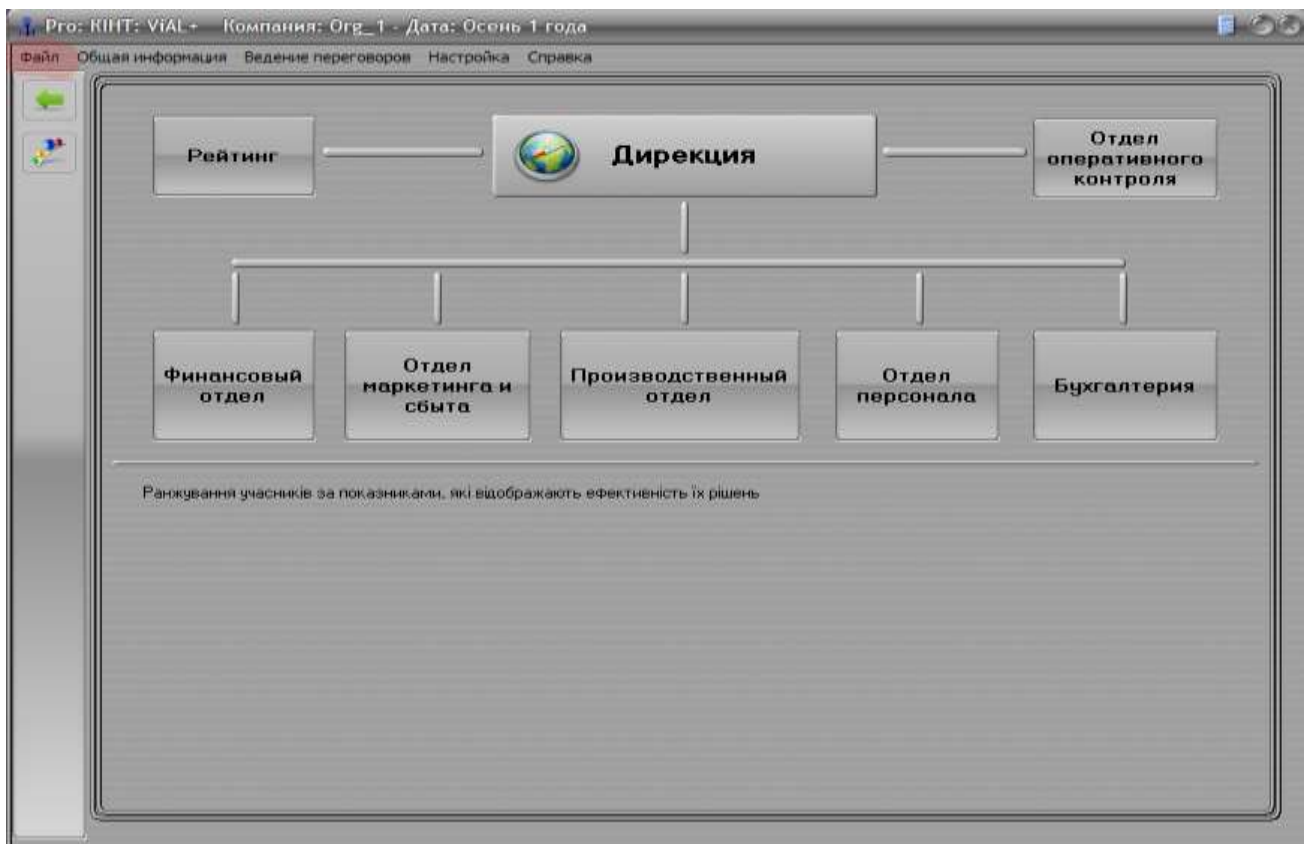 Pro: КІНТ: ViAL+ Компания: Org_1 - Дата: Осень 1 года
Файл Общая информация Ведение переговоров Настройка Справка
Рейтинг
Дирекция
Отдел
оперативного
контроля
Финансовый
отдел
Отдел
маркетинга и
сбыта
Производственный
отдел
Отдел
персонала
Бухгалтерия
Ранжування учасників за показниками, які відображають ефективність їх рішень